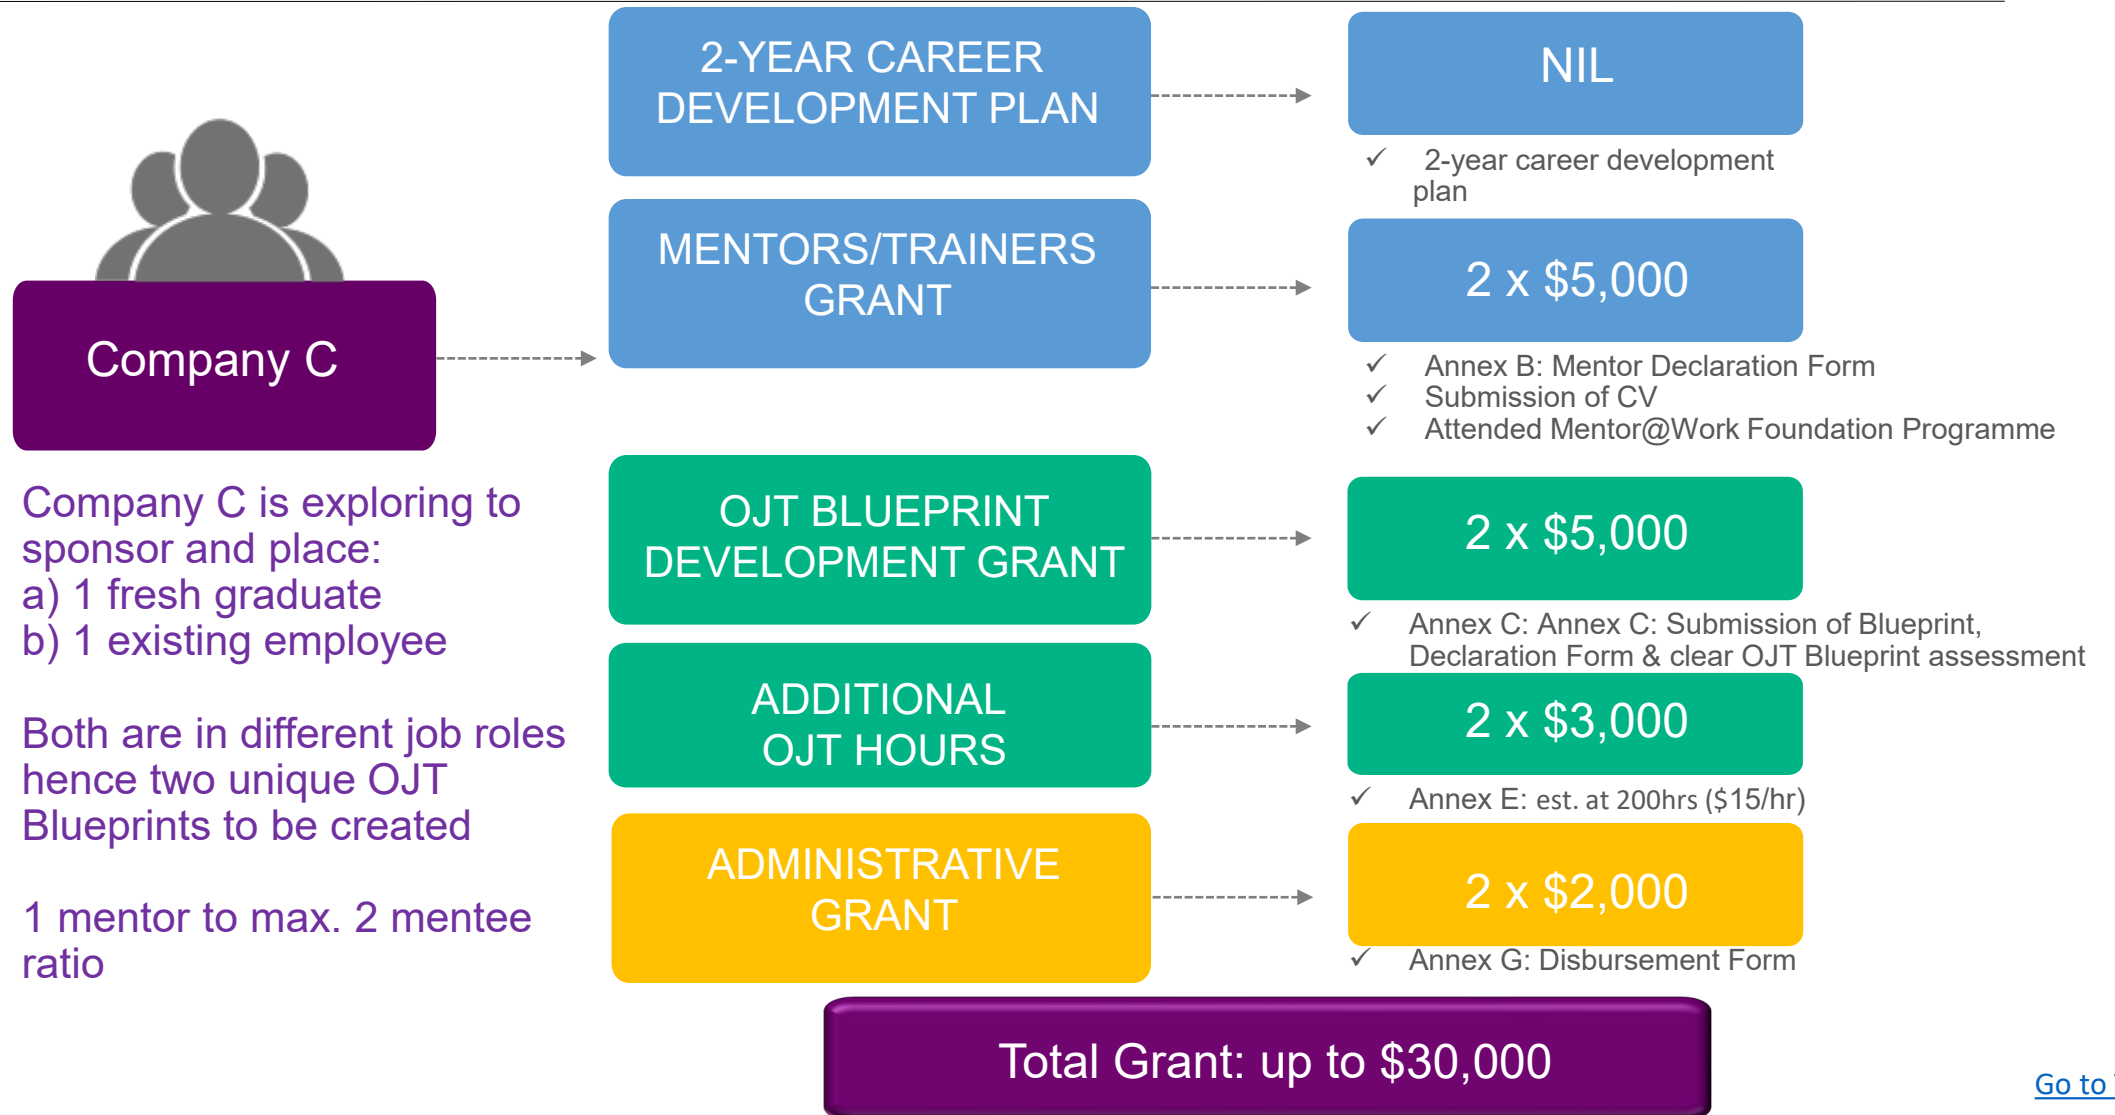 Company C
Company C is exploring to
sponsor and place:
a) 1 fresh graduate
b) 1 existing employee
Both are in different job roles
hence two unique OJT
Blueprints to be created
1 mentor to max. 2 mentee
ratio
2-YEAR CAREER
DEVELOPMENT PLAN
NIL
✓ 2-year career development
plan
MENTORS/TRAINERS
GRANT
2 x $5,000
✓ Annex B: Mentor Declaration Form
✓ Submission of CV
✓ Attended Mentor@Work Foundation Programme
OJT BLUEPRINT
DEVELOPMENT GRANT
2 x $5,000
✓ Annex C: Annex C: Submission of Blueprint,
Declaration Form & clear OJT Blueprint assessment
ADDITIONAL
OJT HOURS
2 x $3,000
✓ Annex E: est. at 200hrs ($15/hr)
ADMINISTRATIVE
GRANT
2 x $2,000
✓ Annex G: Disbursement Form
Total Grant: up to $30,000
Go to